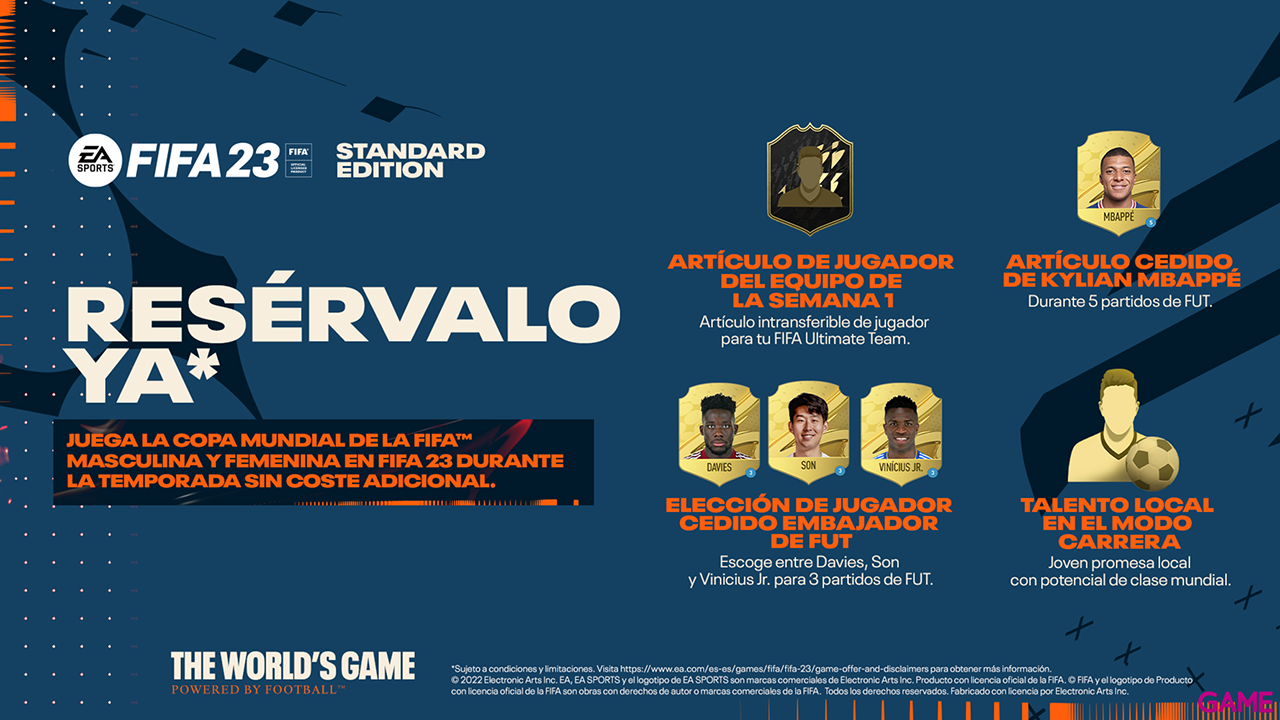 EA
SPORTS
FIFA 23
FIFA
OFFICIAL
LICENSED
PRODUCT
STANDARD
EDITION
RESÉRVALO
YA*
JUEGA LA COPA MUNDIAL DE LA FIFA™
MASCULINA Y FEMENINA EN FIFA 23 DURANTE
LA TEMPORADA SIN COSTE ADICIONAL.
ARTÍCULO DE JUGADOR
DEL EQUIPO DE
LA SEMANA 1
Artículo intransferible de jugador
para tu FIFA Ultimate Team.
MBAPPÉ
5
ARTÍCULO CEDIDO
DE KYLIAN MBAPPÉ
Durante 5 partidos de FUT.
DAVIES
3
SON
3
VINÍCIUS JR.
3
ELECCIÓN DE JUGADOR
CEDIDO EMBAJADOR
DE FUT
Escoge entre Davies, Son
y Vinicius Jr. para 3 partidos de FUT.
TALENTO LOCAL
EN EL MODO
CARRERA
Joven promesa local
con potencial de clase mundial.
THE WORLD'S GAME
POWERED BY FOOTBALL™
*Sujeto a condiciones y limitaciones. Visita https://www.ea.com/es-es/games/fifa/fifa-23/game-offer-and-disclaimers para obtener más información.
© 2022 Electronic Arts Inc. EA, EA SPORTS y el logotipo de EA SPORTS son marcas comerciales de Electronic Arts Inc. Producto con licencia oficial de la FIFA. © FIFA y el logotipo de Producto
con licencia oficial de la FIFA son obras con derechos de autor o marcas comerciales de la FIFA. Todos los derechos reservados. Fabricado con licencia por Electronic Arts Inc.
GAME